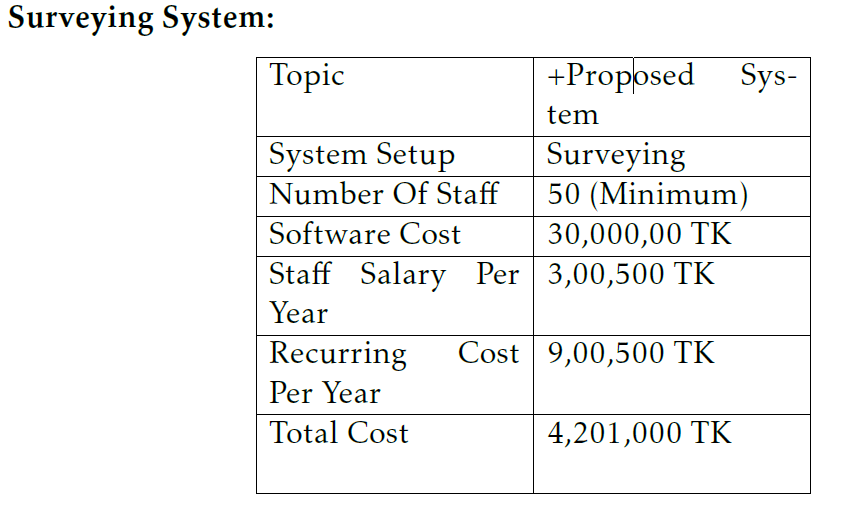 Surveying System:
Topic +Proposed Sys-
tem
System Setup Surveying
Number Of Staff 50 (Minimum)
Software Cost 30,000,00 TK
Staff Salary Per 3,00,500 TK
Year
Recurring Cost 9,00,500 TK
Per Year
Total Cost 4,201,000 TK